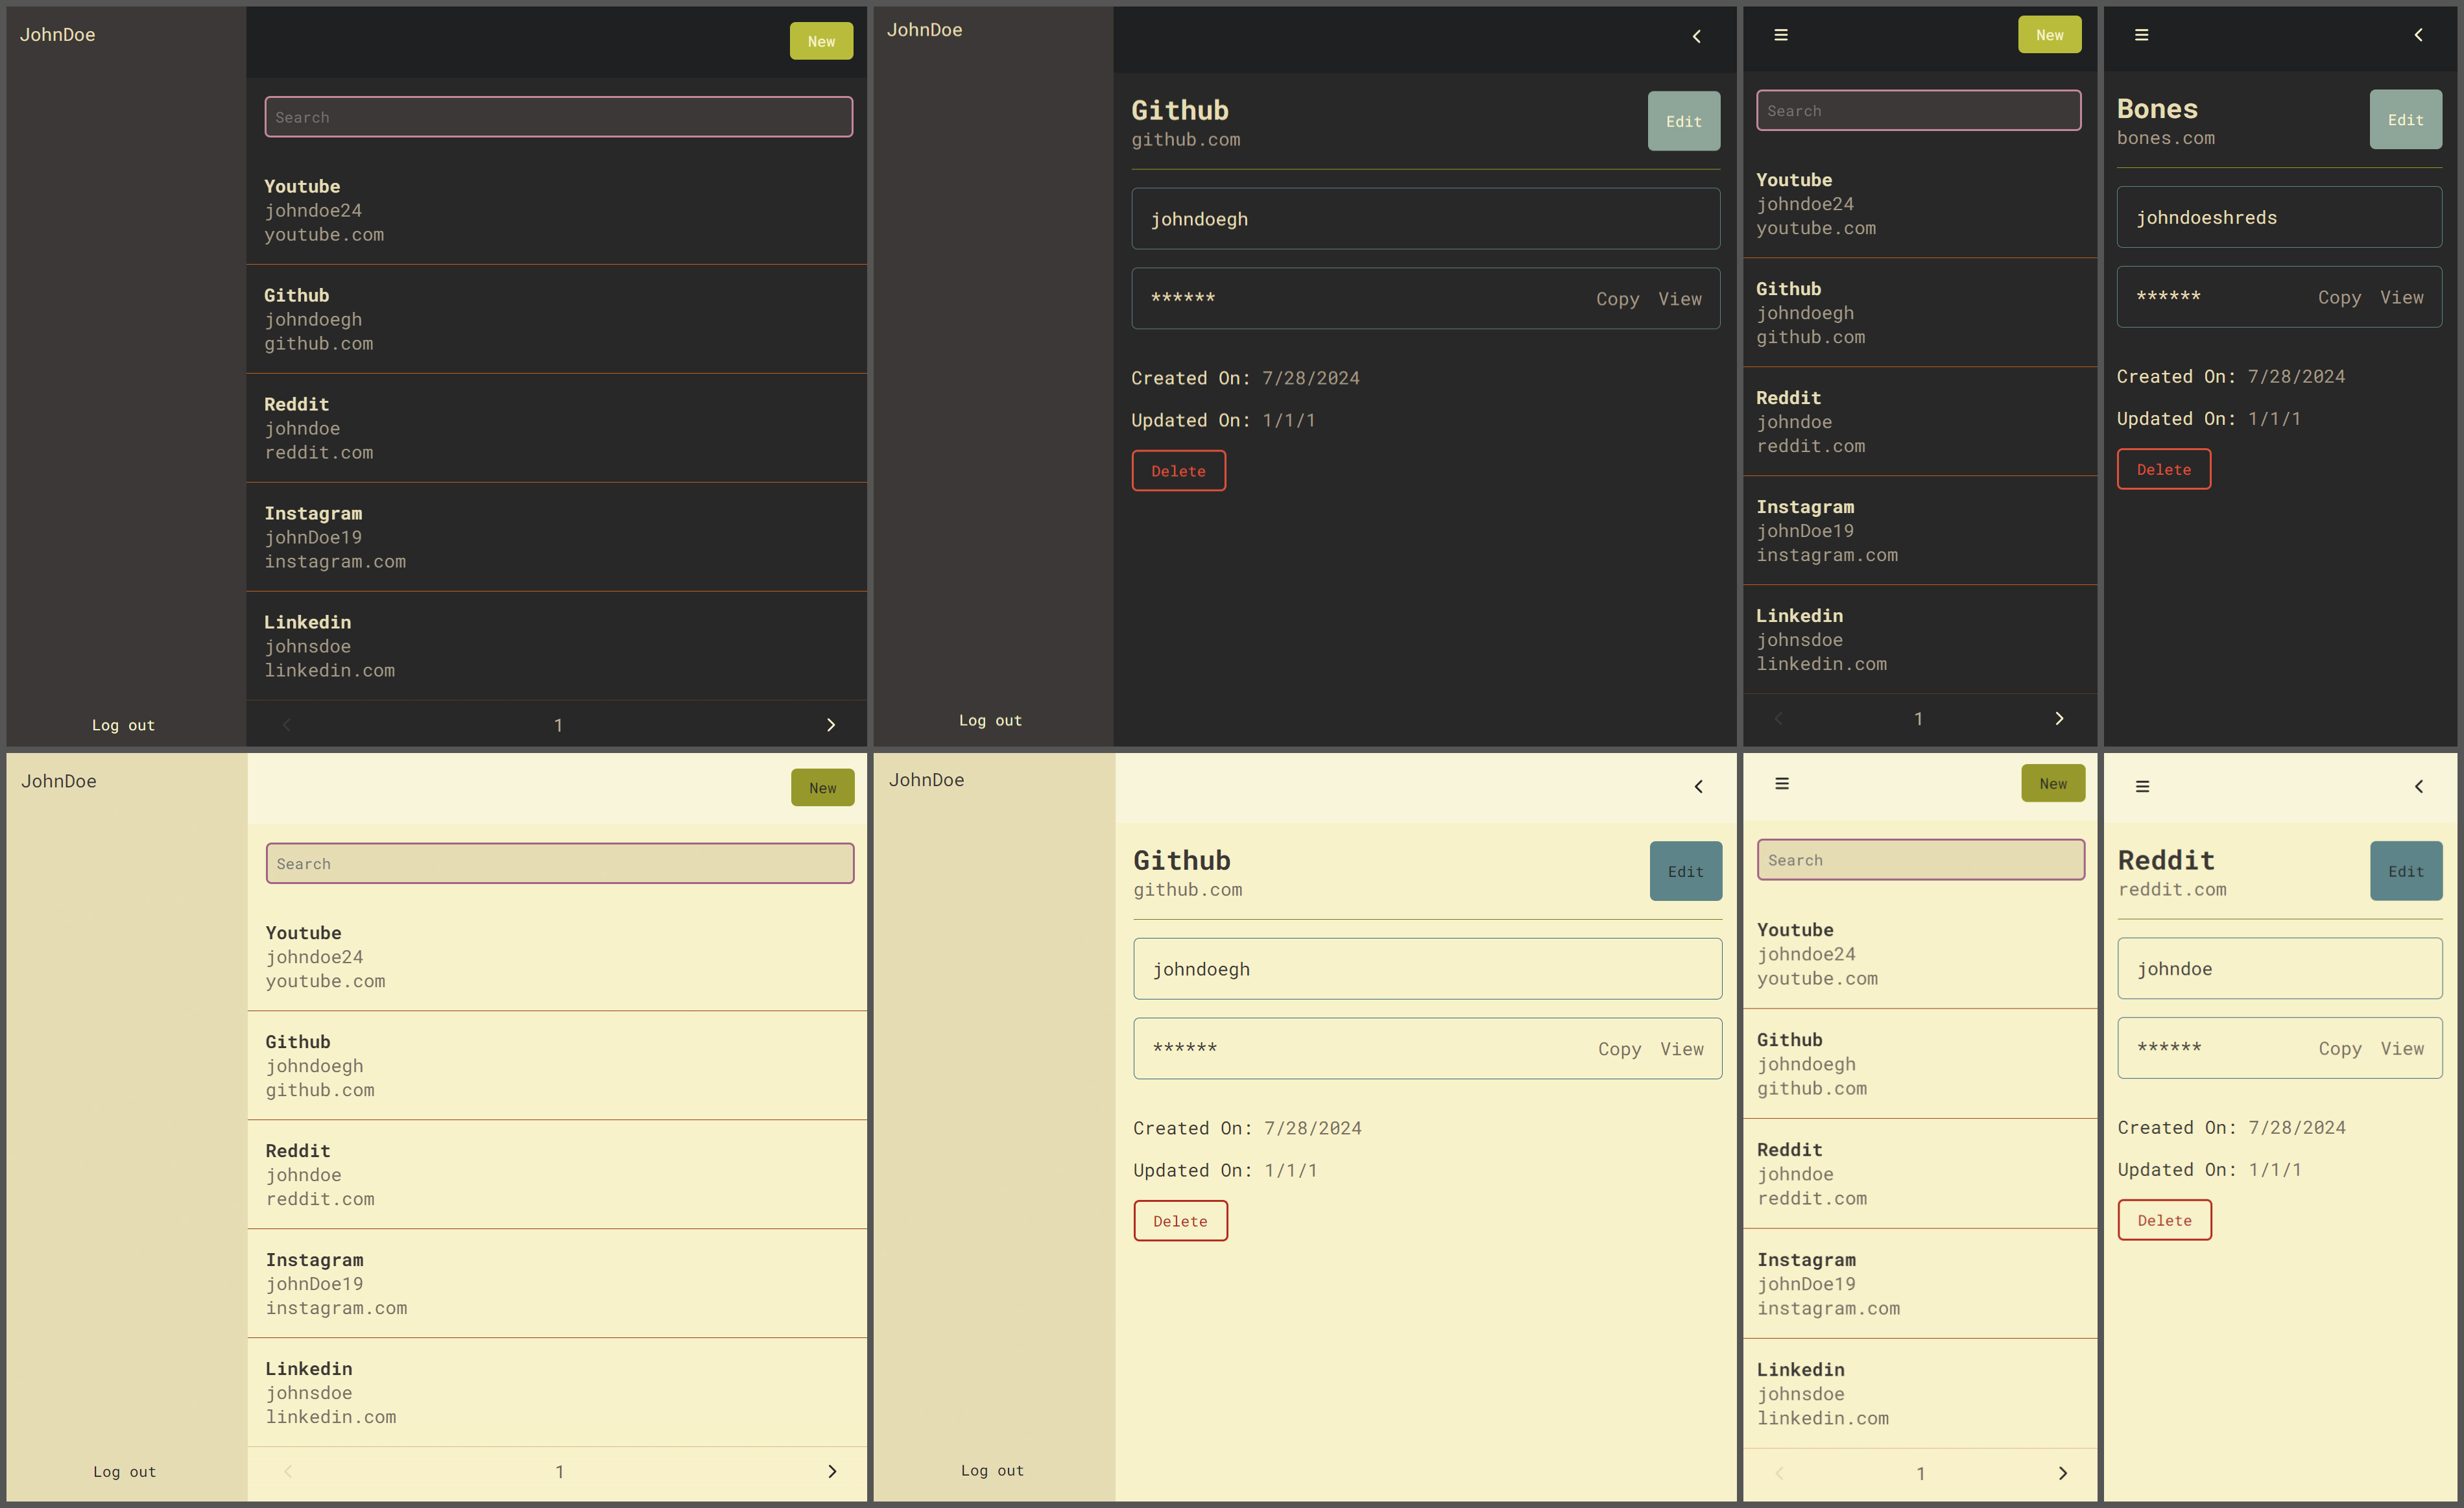 JohnDoe
New
Search
Youtube
johndoe24
youtube.com
Github
johndoegh
github.com
Reddit
johndoe
reddit.com
Instagram
johnDoe19
instagram.com
Linkedin
johnsdoe
linkedin.com
Log out
1
JohnDoe
Github
github.com
Edit
johndoegh
****** Copy View
Created On: 7/28/2024
Updated On: 1/1/1
Delete
Log out
New
Search
Youtube
johndoe24
youtube.com
Github
johndoegh
github.com
Reddit
johndoe
reddit.com
Instagram
johnDoe19
instagram.com
Linkedin
johnsdoe
linkedin.com
1
Bones
bones.com
Edit
johndoeshreds
****** Copy View
Created On: 7/28/2024
Updated On: 1/1/1
Delete
JohnDoe
New
Search
Youtube
johndoe24
youtube.com
Github
johndoegh
github.com
Reddit
johndoe
reddit.com
Instagram
johnDoe19
instagram.com
Linkedin
johnsdoe
linkedin.com
Log out
1
JohnDoe
Github
github.com
Edit
johndoegh
****** Copy View
Created On: 7/28/2024
Updated On: 1/1/1
Delete
Log out
New
Search
Youtube
johndoe24
youtube.com
Github
johndoegh
github.com
Reddit
johndoe
reddit.com
Instagram
johnDoe19
instagram.com
Linkedin
johnsdoe
linkedin.com
1
Reddit
reddit.com
Edit
johndoe
****** Copy View
Created On: 7/28/2024
Updated On: 1/1/1
Delete